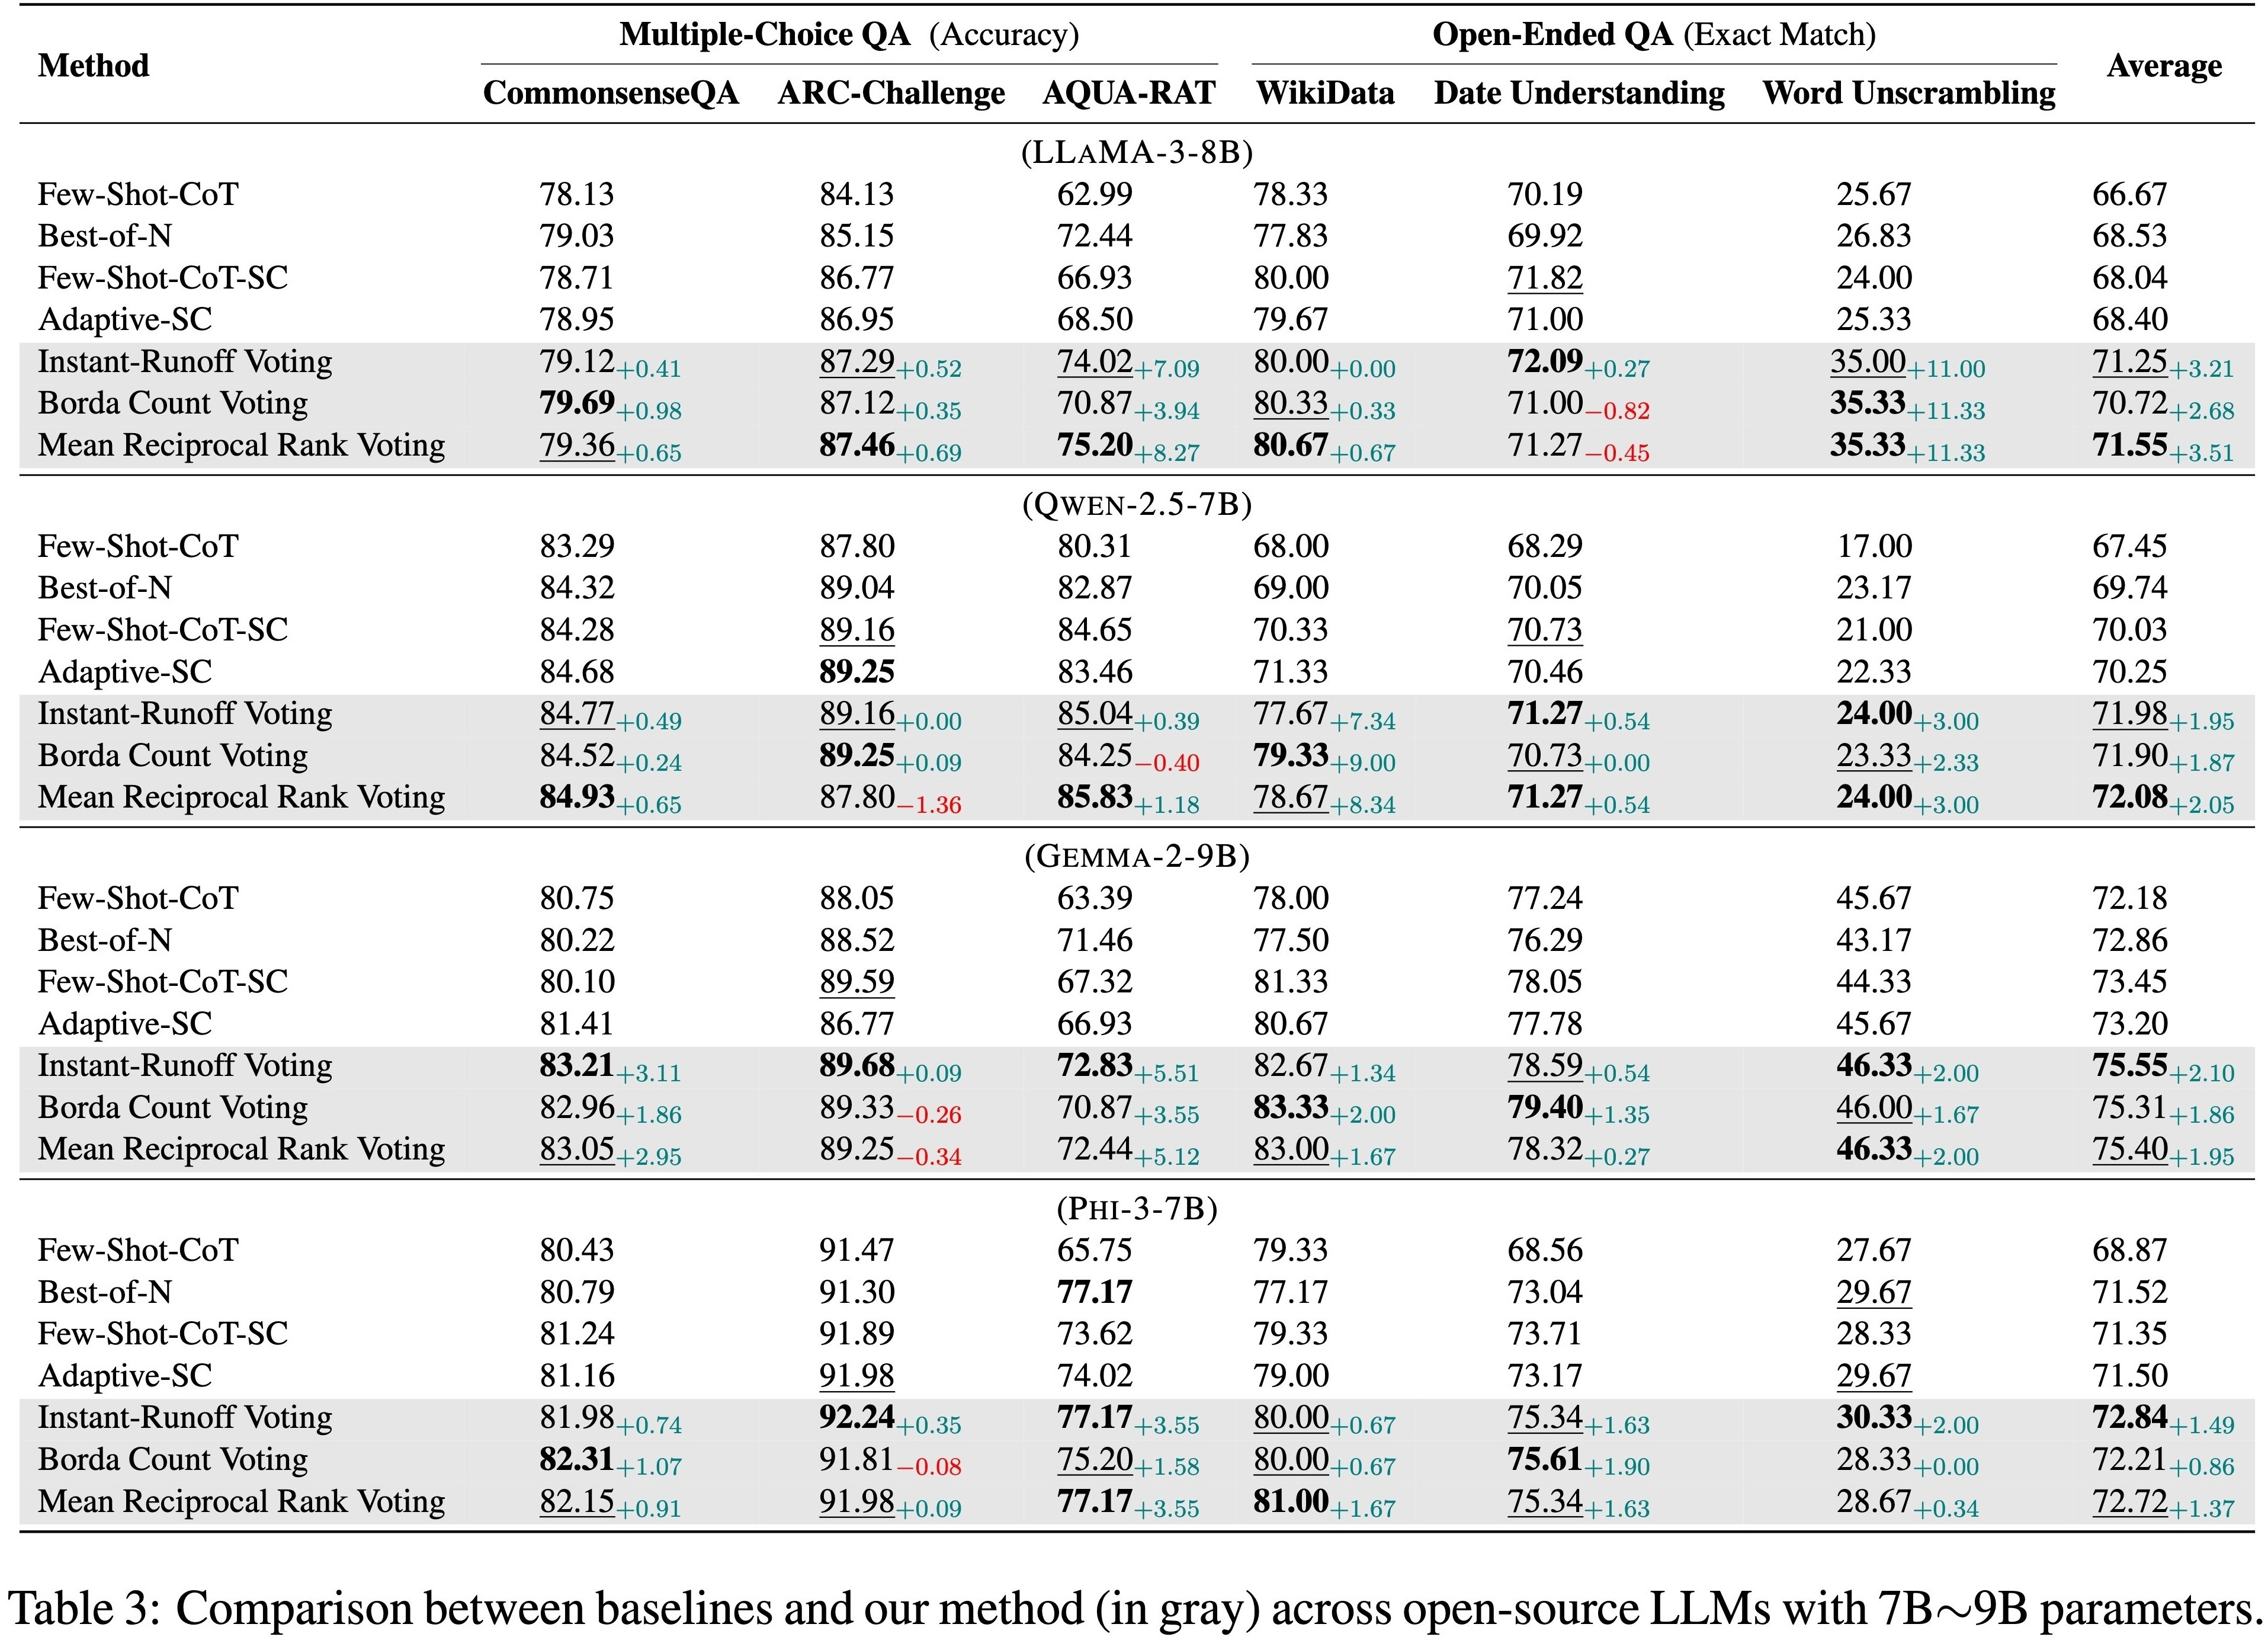 Method Multiple-Choice QA (Accuracy) Open-Ended QA (Exact Match) Average
CommonsenseQA ARC-Challenge AQUA-RAT WikiData Date Understanding Word Unscrambling
(LLAMA-3-8B)
Few-Shot-CoT 78.13 84.13 62.99 78.33 70.19 25.67 66.67
Best-of-N 79.03 85.15 72.44 77.83 69.92 26.83 68.53
Few-Shot-CoT-SC 78.71 86.77 66.93 80.00 71.82 24.00 68.04
Adaptive-SC 78.95 86.95 68.50 79.67 71.00 25.33 68.40
Instant-Runoff Voting 79.12+0.41 87.29+0.52 74.02+7.09 80.00+0.00 72.09+0.27 35.00+11.00 71.25+3.21
Borda Count Voting 79.69+0.98 87.12+0.35 70.87+3.94 80.33+0.33 71.00−0.82 35.33+11.33 70.72+2.68
Mean Reciprocal Rank Voting 79.36+0.65 87.46+0.69 75.20+8.27 80.67+0.67 71.27−0.45 35.33+11.33 71.55+3.51
(QWEN-2.5-7B)
Few-Shot-CoT 83.29 87.80 80.31 68.00 68.29 17.00 67.45
Best-of-N 84.32 89.04 82.87 69.00 70.05 23.17 69.74
Few-Shot-CoT-SC 84.28 89.16 84.65 70.33 70.73 21.00 70.03
Adaptive-SC 84.68 89.25 83.46 71.33 70.46 22.33 70.25
Instant-Runoff Voting 84.77+0.49 89.16+0.00 85.04+0.39 77.67+7.34 71.27+0.54 24.00+3.00 71.98+1.95
Borda Count Voting 84.52+0.24 89.25+0.09 84.25−0.40 79.33+9.00 70.73+0.00 23.33+2.33 71.90+1.87
Mean Reciprocal Rank Voting 84.93+0.65 87.80−1.36 85.83+1.18 78.67+8.34 71.27+0.54 24.00+3.00 72.08+2.05
(GEMMA-2-9B)
Few-Shot-CoT 80.75 88.05 63.39 78.00 77.24 45.67 72.18
Best-of-N 80.22 88.52 71.46 77.50 76.29 43.17 72.86
Few-Shot-CoT-SC 80.10 89.59 67.32 81.33 78.05 44.33 73.45
Adaptive-SC 81.41 86.77 66.93 80.67 77.78 45.67 73.20
Instant-Runoff Voting 83.21+3.11 89.68+0.09 72.83+5.51 82.67+1.34 78.59+0.54 46.33+2.00 75.55+2.10
Borda Count Voting 82.96+1.86 89.33−0.26 70.87+3.55 83.33+2.00 79.40+1.35 46.00+1.67 75.31+1.86
Mean Reciprocal Rank Voting 83.05+2.95 89.25−0.34 72.44+5.12 83.00+1.67 78.32+0.27 46.33+2.00 75.40+1.95
(PHI-3-7B)
Few-Shot-CoT 80.43 91.47 65.75 79.33 68.56 27.67 68.87
Best-of-N 80.79 91.30 77.17 77.17 73.04 29.67 71.52
Few-Shot-CoT-SC 81.24 91.89 73.62 79.33 73.71 28.33 71.35
Adaptive-SC 81.16 91.98 74.02 79.00 73.17 29.67 71.50
Instant-Runoff Voting 81.98+0.74 92.24+0.35 77.17+3.55 80.00+0.67 75.34+1.63 30.33+2.00 72.84+1.49
Borda Count Voting 82.31+1.07 91.81−0.08 75.20+1.58 80.00+0.67 75.61+1.90 28.33+0.00 72.21+0.86
Mean Reciprocal Rank Voting 82.15+0.91 91.98+0.09 77.17+3.55 81.00+1.67 75.34+1.63 28.67+0.34 72.72+1.37
Table 3: Comparison between baselines and our method (in gray) across open-source LLMs with 7B∼9B parameters.